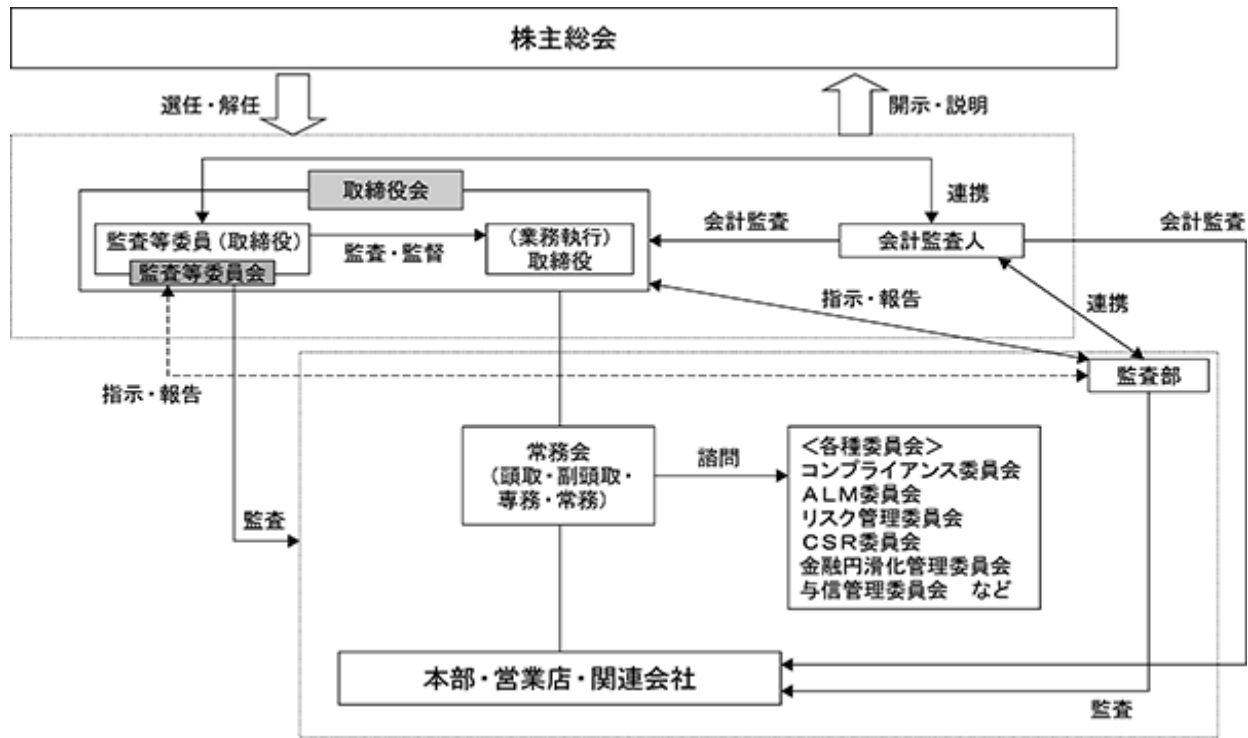 株主総会
選任・解任
開示・説明
取締役会
連携
監査等委員(取締役)
監査・監督
(業務執行)
取締役
会計監査
会計監査人
会計監査
監査等委員会
指示・報告
連携
指示・報告
監査部
常務会
(頭取・副頭取・
専務・常務)
諮問
<各種委員会>
コンプライアンス委員会
ALM委員会
リスク管理委員会
CSR委員会
金融円滑化管理委員会
与信管理委員会 など
監査
本部・営業店・関連会社
監査